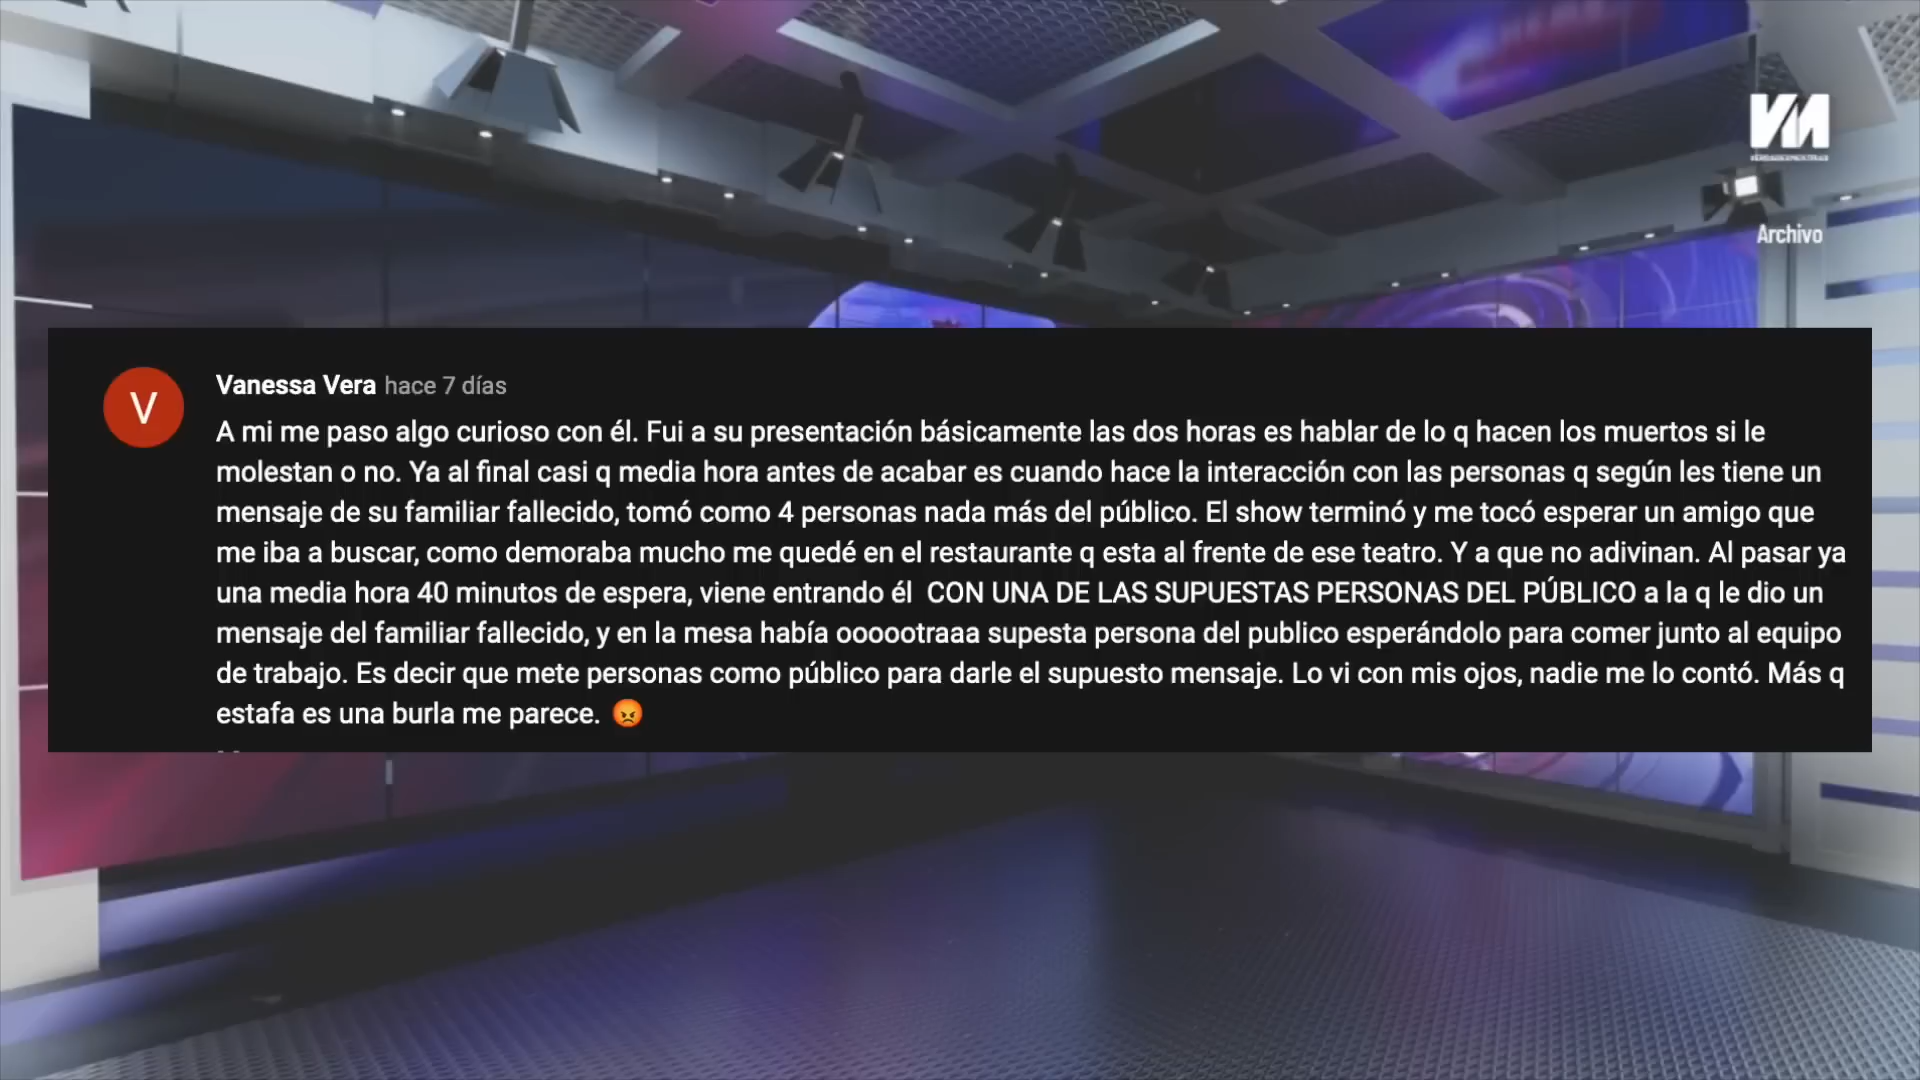 VM
Archivo
V
Vanessa Vera hace 7 días
A mi me paso algo curioso con él. Fui a su presentación básicamente las dos horas es hablar de lo q hacen los muertos si le
molestan o no. Ya al final casi q media hora antes de acabar es cuando hace la interacción con las personas q según les tiene un
mensaje de su familiar fallecido, tomó como 4 personas nada más del público. El show terminó y me tocó esperar un amigo que
me iba a buscar, como demoraba mucho me quedé en el restaurante q esta al frente de ese teatro. Y a que no adivinan. Al pasar ya
una media hora 40 minutos de espera, viene entrando él  CON UNA DE LAS SUPUESTAS PERSONAS DEL PÚBLICO a la q le dio un
mensaje del familiar fallecido, y en la mesa había oooootraaa supesta persona del publico esperándolo para comer junto al equipo
de trabajo. Es decir que mete personas como público para darle el supuesto mensaje. Lo vi con mis ojos, nadie me lo contó. Más q
estafa es una burla me parece. 😡